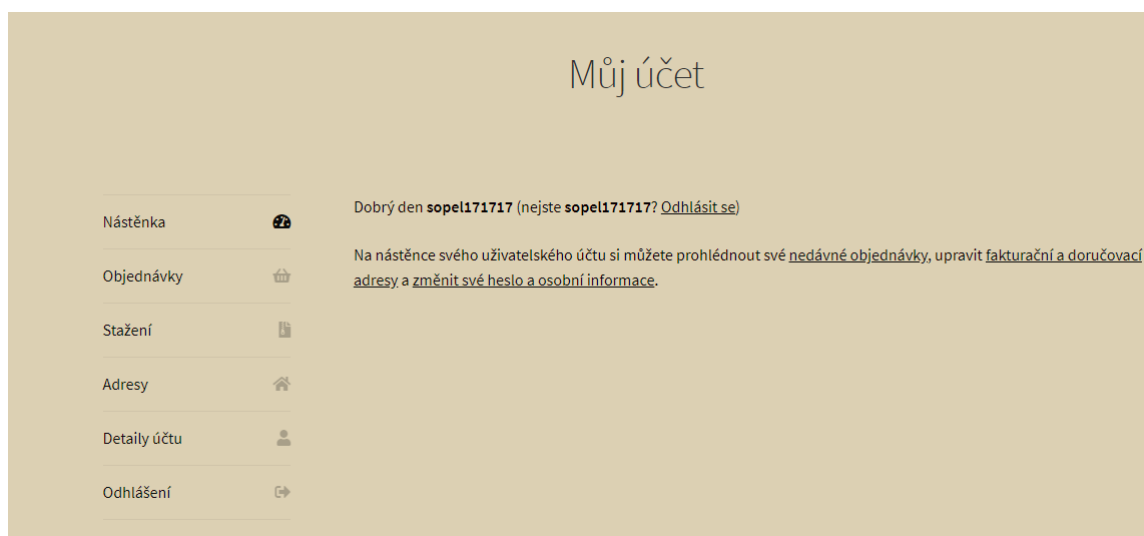 Můj účet
Nástěnka
Objednávky
Stažení
Adresy
Detaily účtu
Odhlášení
Dobrý den sopel171717 (nejste sopel171717? Odhlásit se)
Na nástěnce svého uživatelského účtu si můžete prohlédnout své nedávné objednávky, upravit fakturační a doručovací
adresy a změnit své heslo a osobní informace.